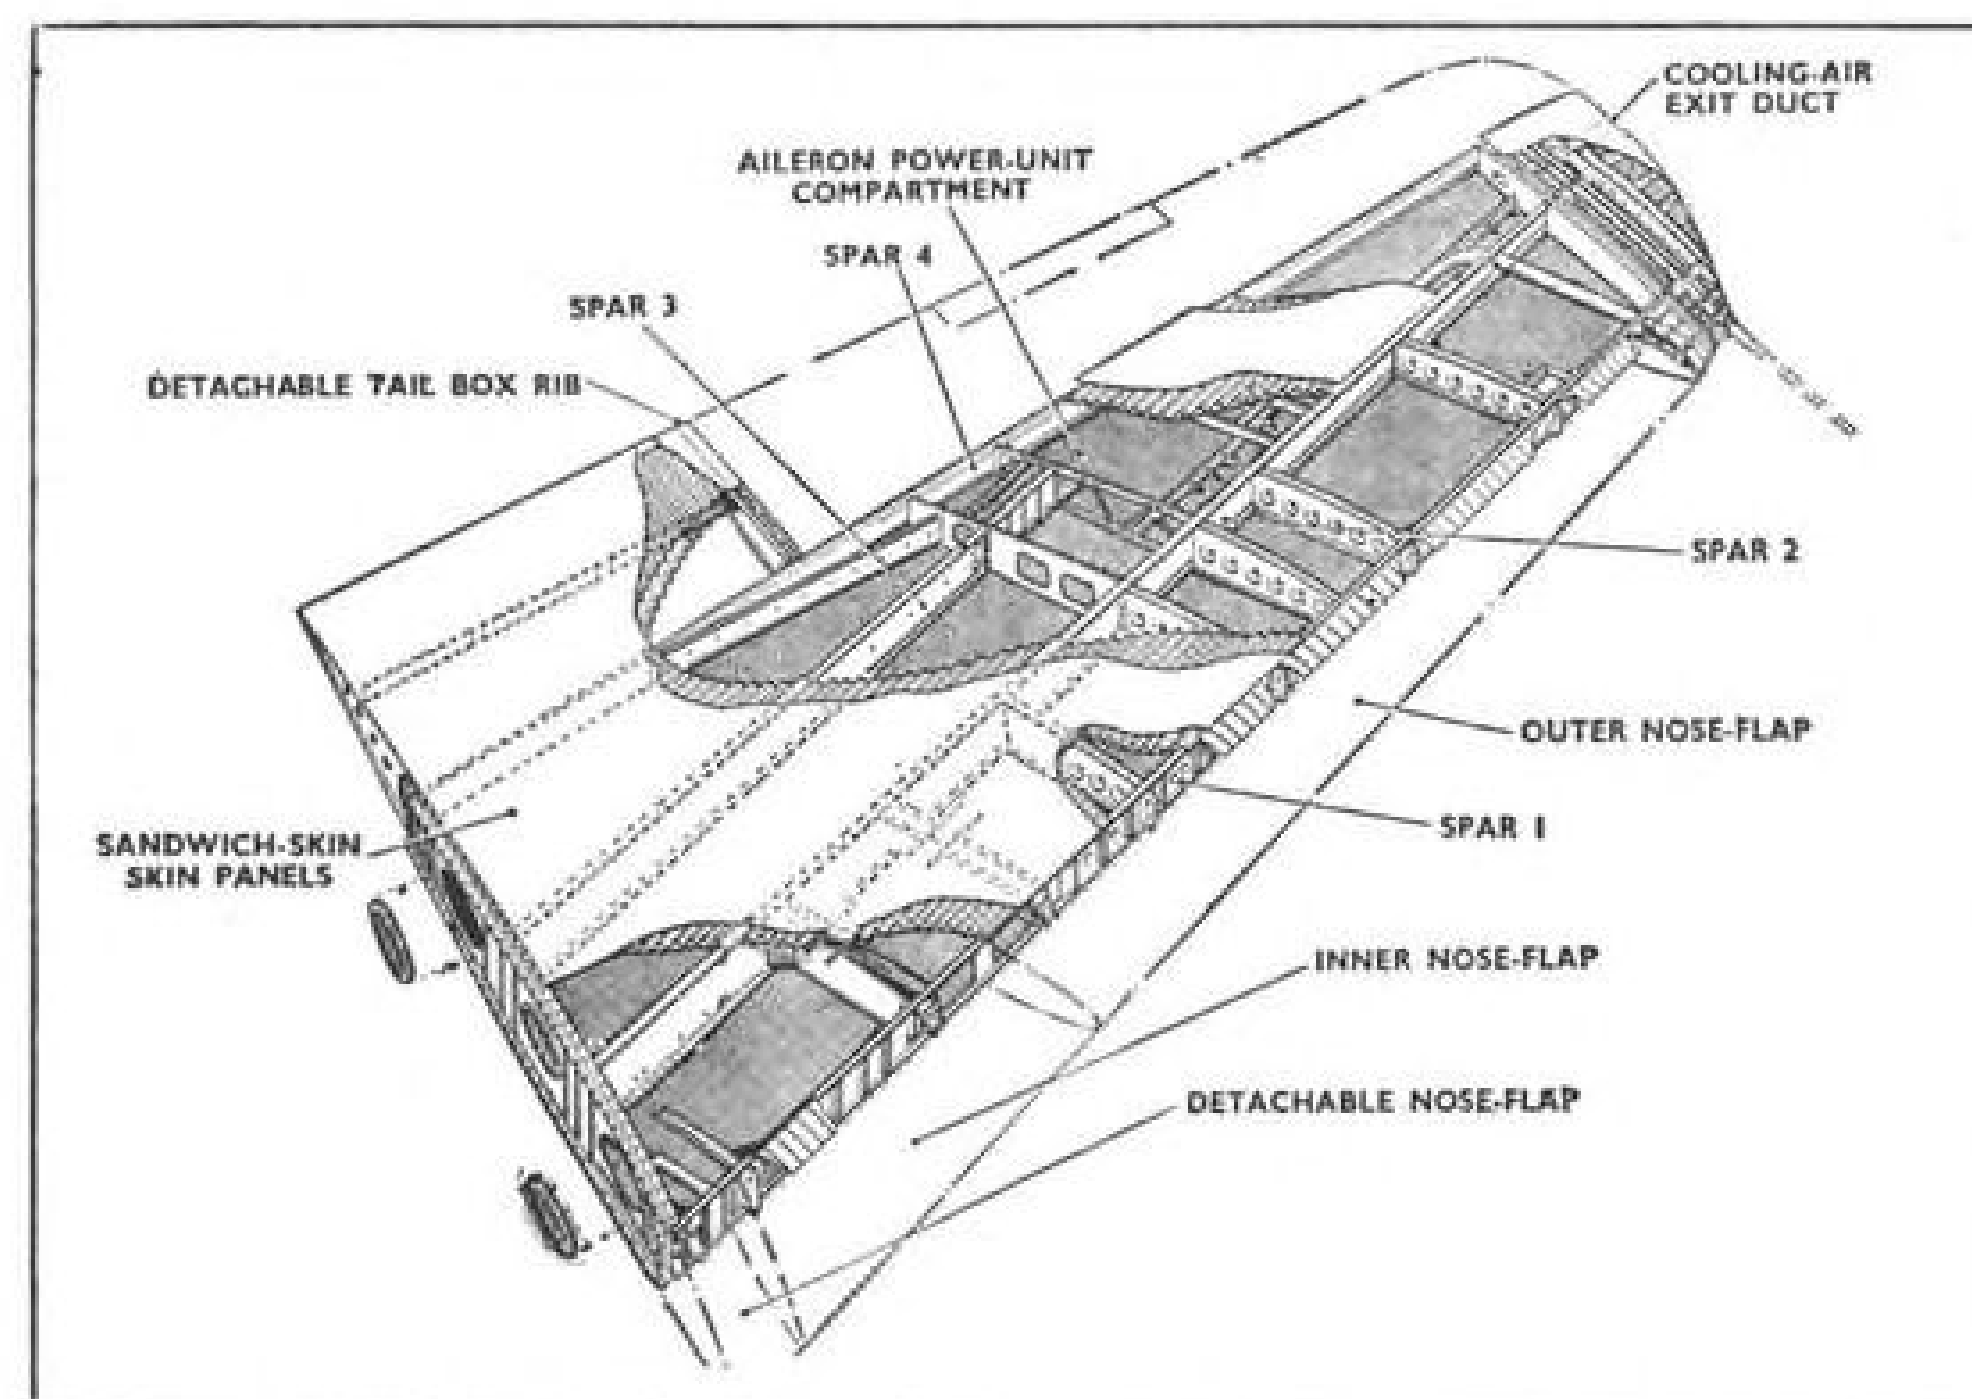 COOLING-AIR
EXIT DUCT
AILERON POWER-UNIT
COMPARTMENT
SPAR 4
SPAR 3
DETACHABLE TAIL BOX RIB
SPAR 2
OUTER NOSE-FLAP
SPAR 1
SANDWICH-SKIN
SKIN PANELS
INNER NOSE-FLAP
DETACHABLE NOSE-FLAP